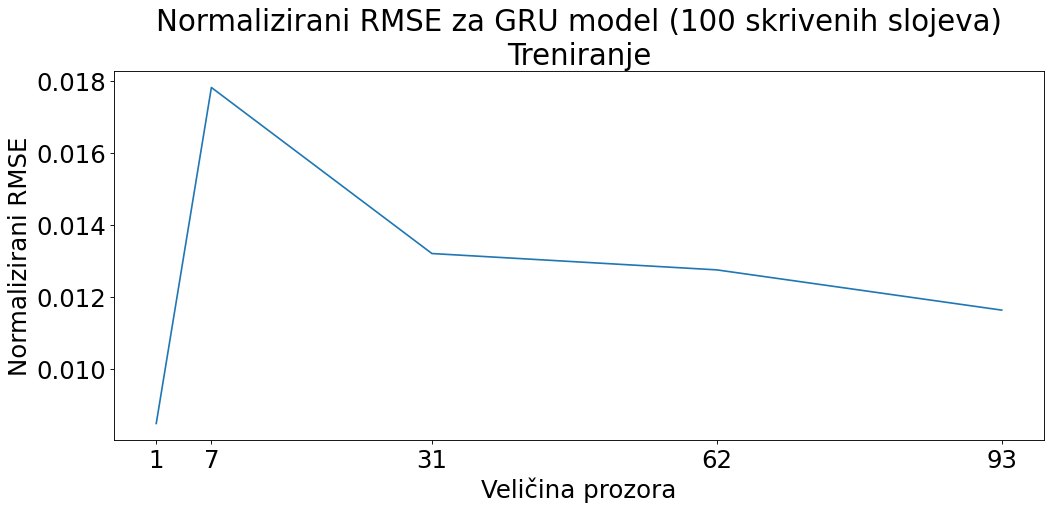 Normalizirani RMSE za GRU model (100 skrivenih slojeva)
Treniranje
0.018
0.016
0.014
0.012
0.010
Normalizirani RMSE
1 7 31 62 93
Veličina prozora